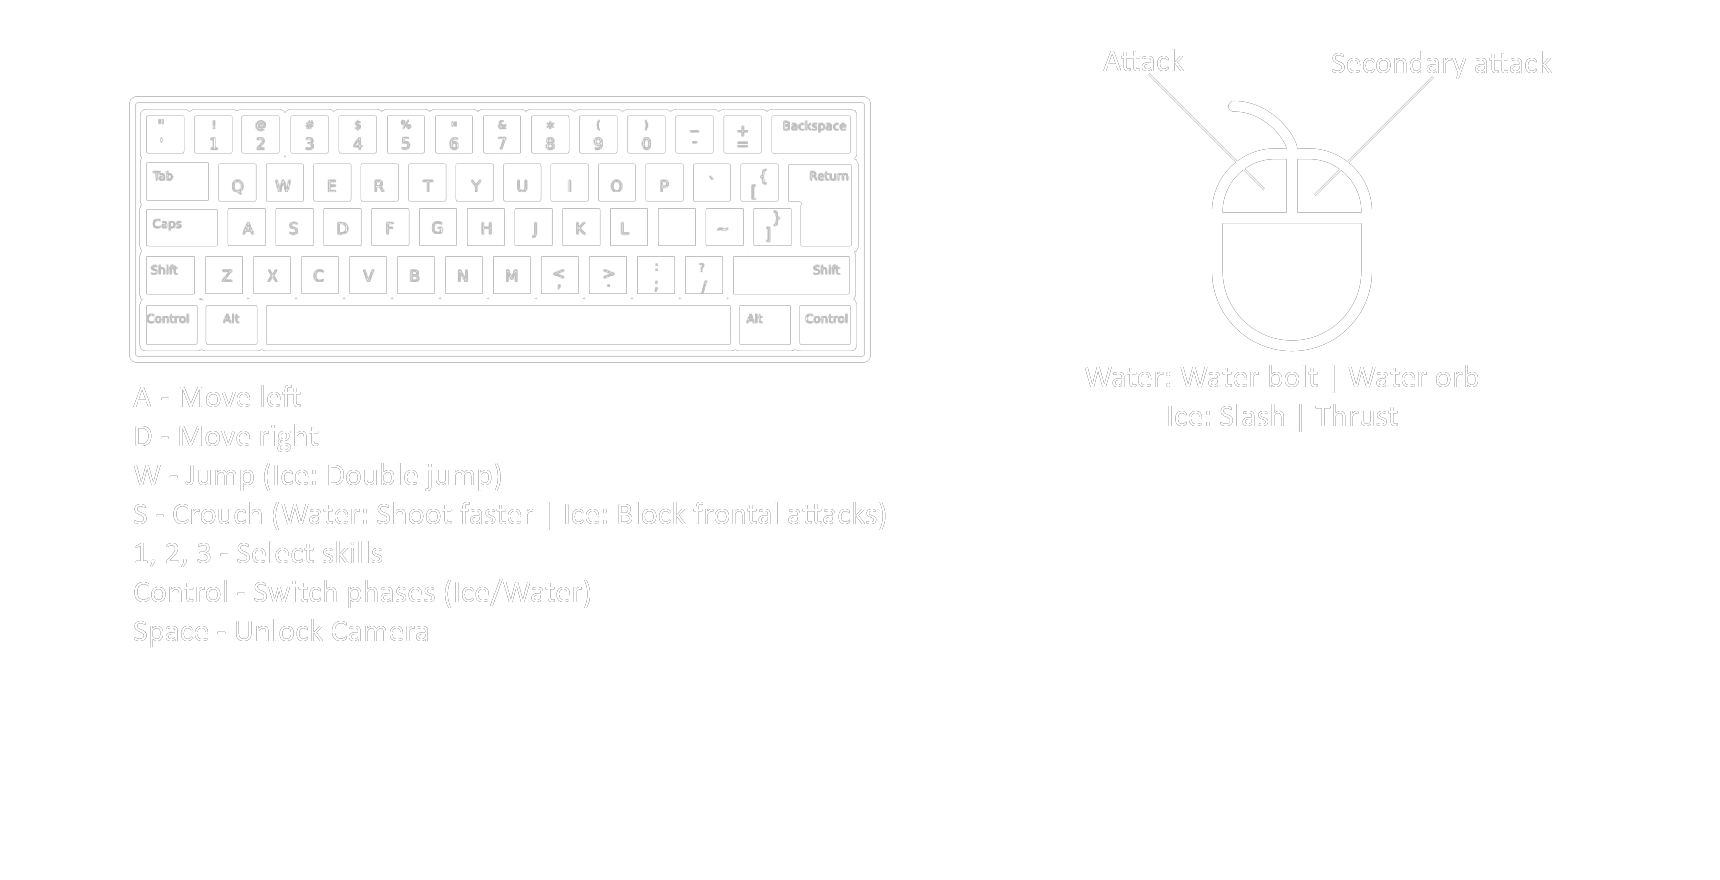 Attack
Secondary attack
" ! @ # $ % & * ( ) _ + Backspace
' 1 2 3 4 5 6 7 8 9 0 - =
Tab Q W E R T Y U I O P ` { [ Return
Caps A S D F G H J K L ~ } ]
Shift Z X C V B N M < , > . : ; ? / Shift
Control Alt Alt Control
A - Move left
D - Move right
W - Jump (Ice: Double jump)
S - Crouch (Water: Shoot faster | Ice: Block frontal attacks)
1, 2, 3 - Select skills
Control - Switch phases (Ice/Water)
Space - Unlock Camera
Water: Water bolt | Water orb
Ice: Slash | Thrust